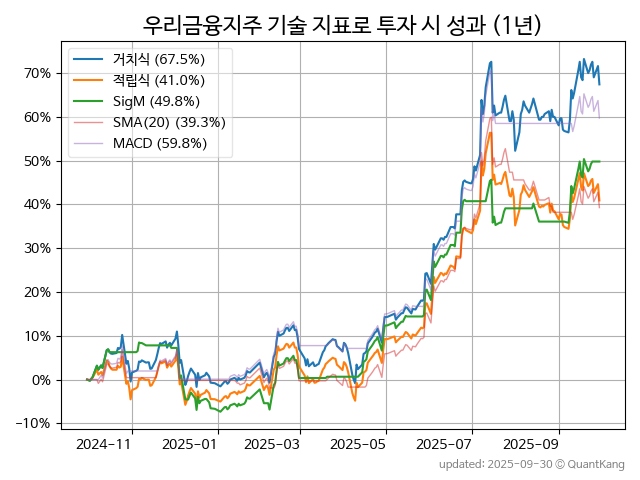 우리금융지주 기술 지표로 투자 시 성과 (1년)
거치식 (67.5%)
적립식 (41.0%)
SigM (49.8%)
SMA(20) (39.3%)
MACD (59.8%)
70%
60%
50%
40%
30%
20%
10%
0%
−10%
2024-11 2025-01 2025-03 2025-05 2025-07 2025-09
updated: 2025-09-30 © QuantKang